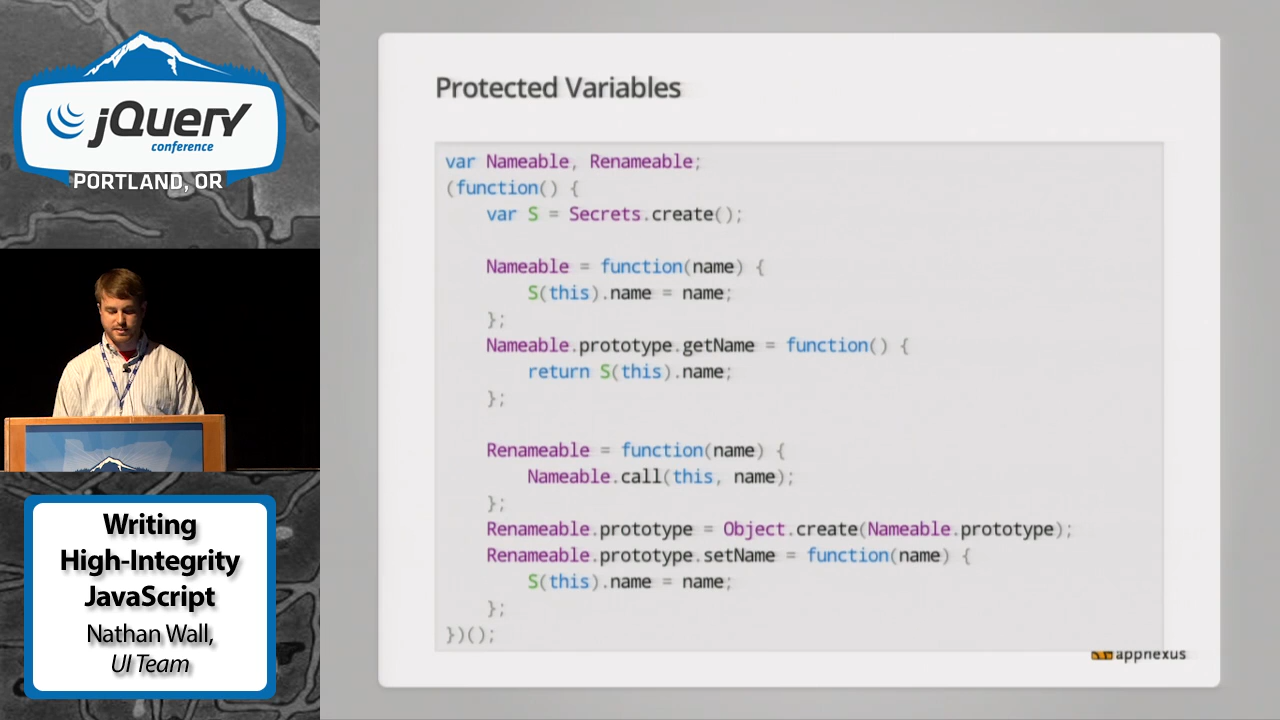 jQuery
conference
PORTLAND, OR
Writing
High-Integrity
JavaScript
Nathan Wall,
UI Team
Protected Variables
var Nameable, Renameable;
(function() {
    var S = Secrets.create();

    Nameable = function(name) {
        S(this).name = name;
    };
    Nameable.prototype.getName = function() {
        return S(this).name;
    };

    Renameable = function(name) {
        Nameable.call(this, name);
    };
    Renameable.prototype = Object.create(Nameable.prototype);
    Renameable.prototype.setName = function(name) {
        S(this).name = name;
    };
})();
appnexus